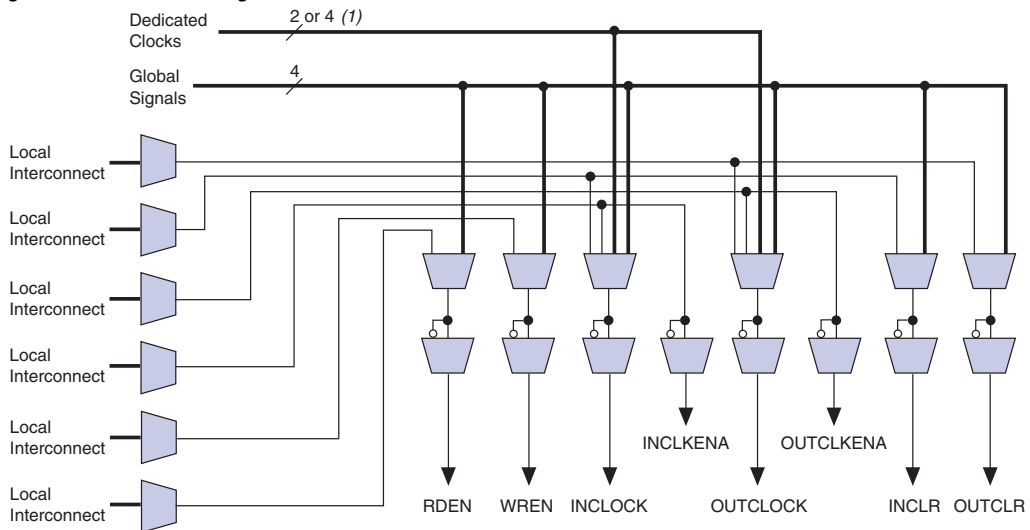 Dedicated
Clocks
2 or 4 (1)
Global
Signals
4
Local
Interconnect
Local
Interconnect
Local
Interconnect
Local
Interconnect
Local
Interconnect
Local
Interconnect
INCLKENA
OUTCLKENA
RDEN
WREN
INCLOCK
OUTCLOCK
INCLR
OUTCLR